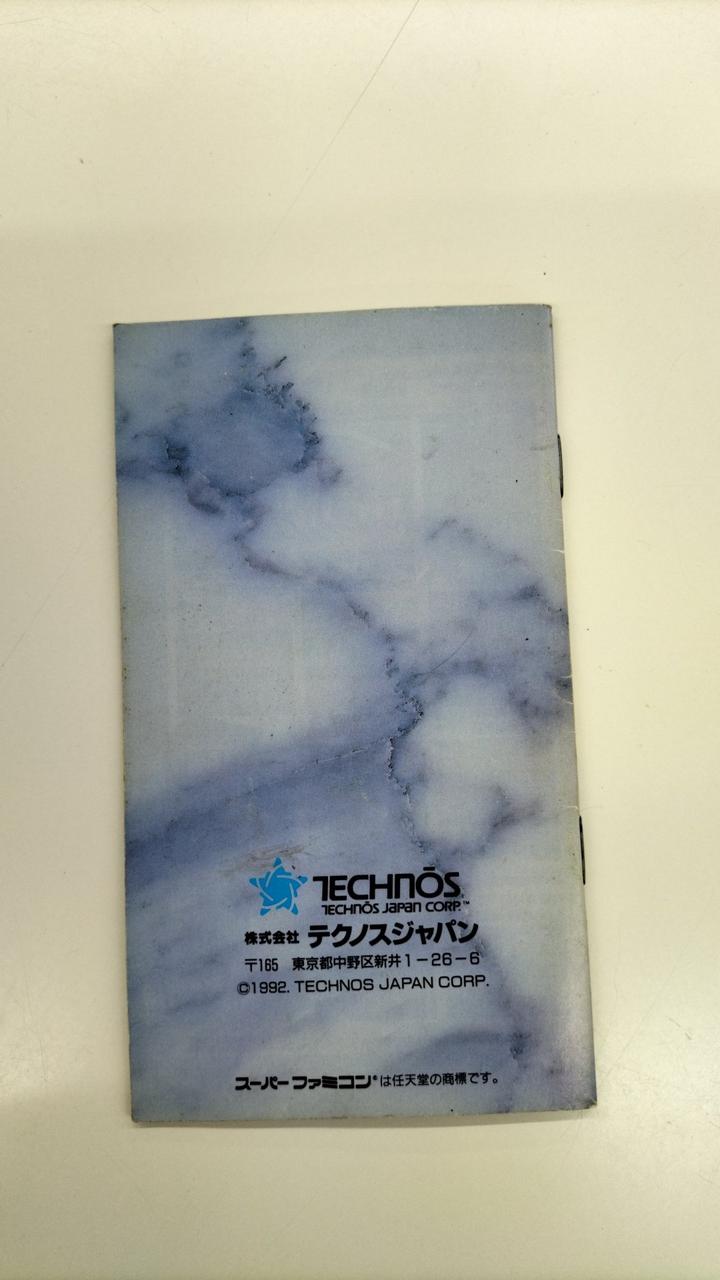 TECHNŌS
TECHNŌS JAPAN CORP.™
株式会社 テクノスジャパン
〒165 東京都中野区新井1-26-6
©1992. TECHNOS JAPAN CORP.
スーパーファミコン®は任天堂の商標です。